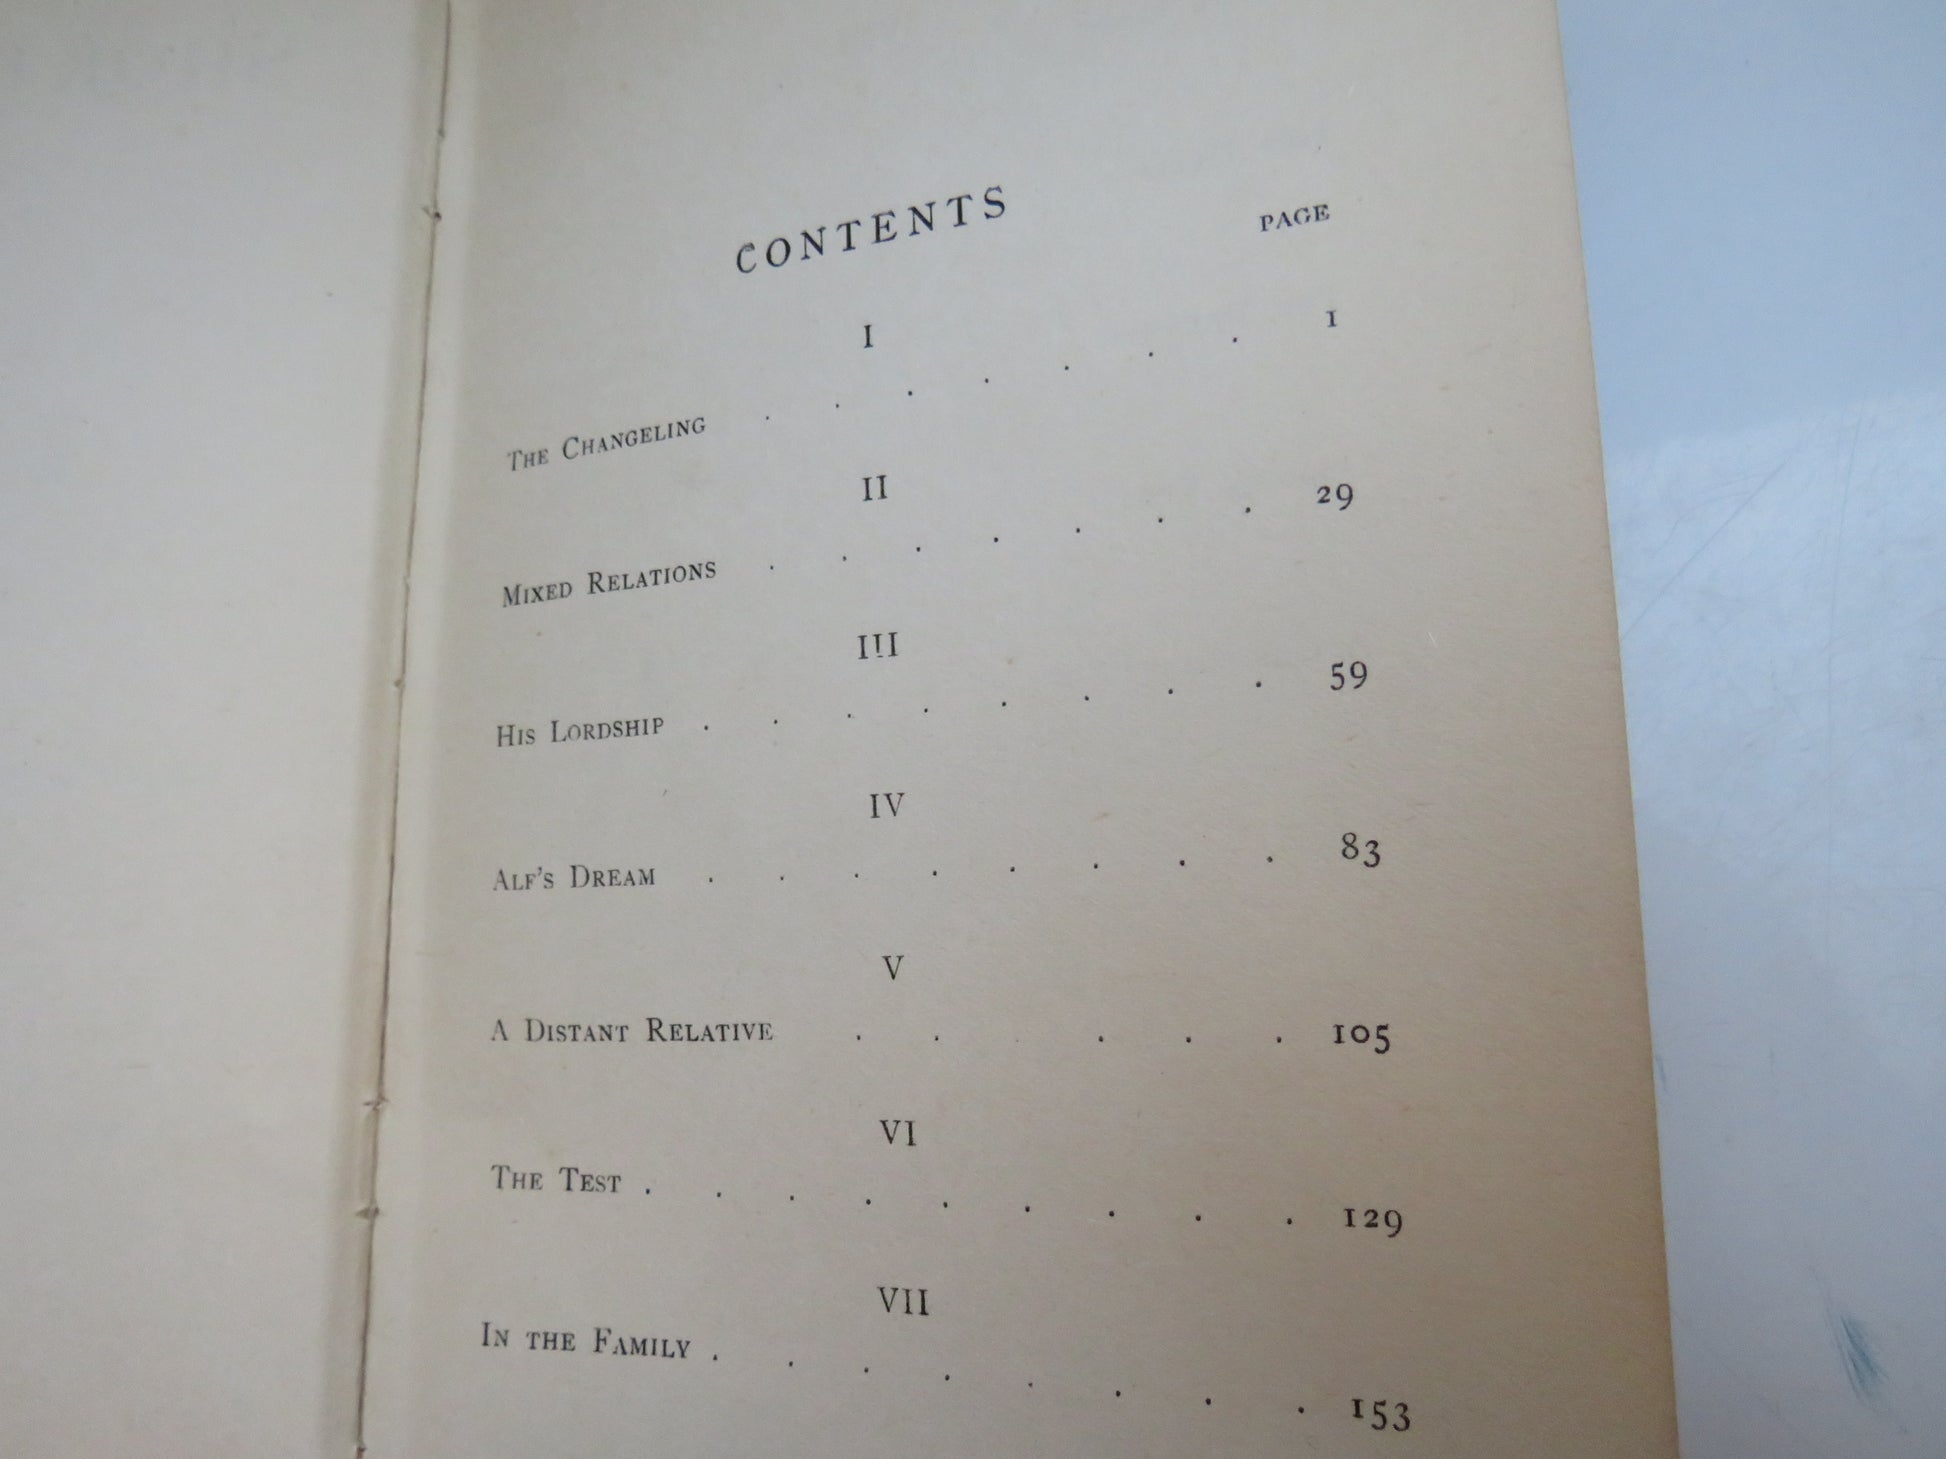 CONTENTS
PAGE
I
The Changeling . . . . . . . 1
II
Mixed Relations . . . . . . . 29
III
His Lordship . . . . . . . . 59
IV
Alf's Dream . . . . . . . . 83
V
A Distant Relative . . . . . 105
VI
The Test . . . . . . . . . 129
VII
In the Family . . . . . . . . 153